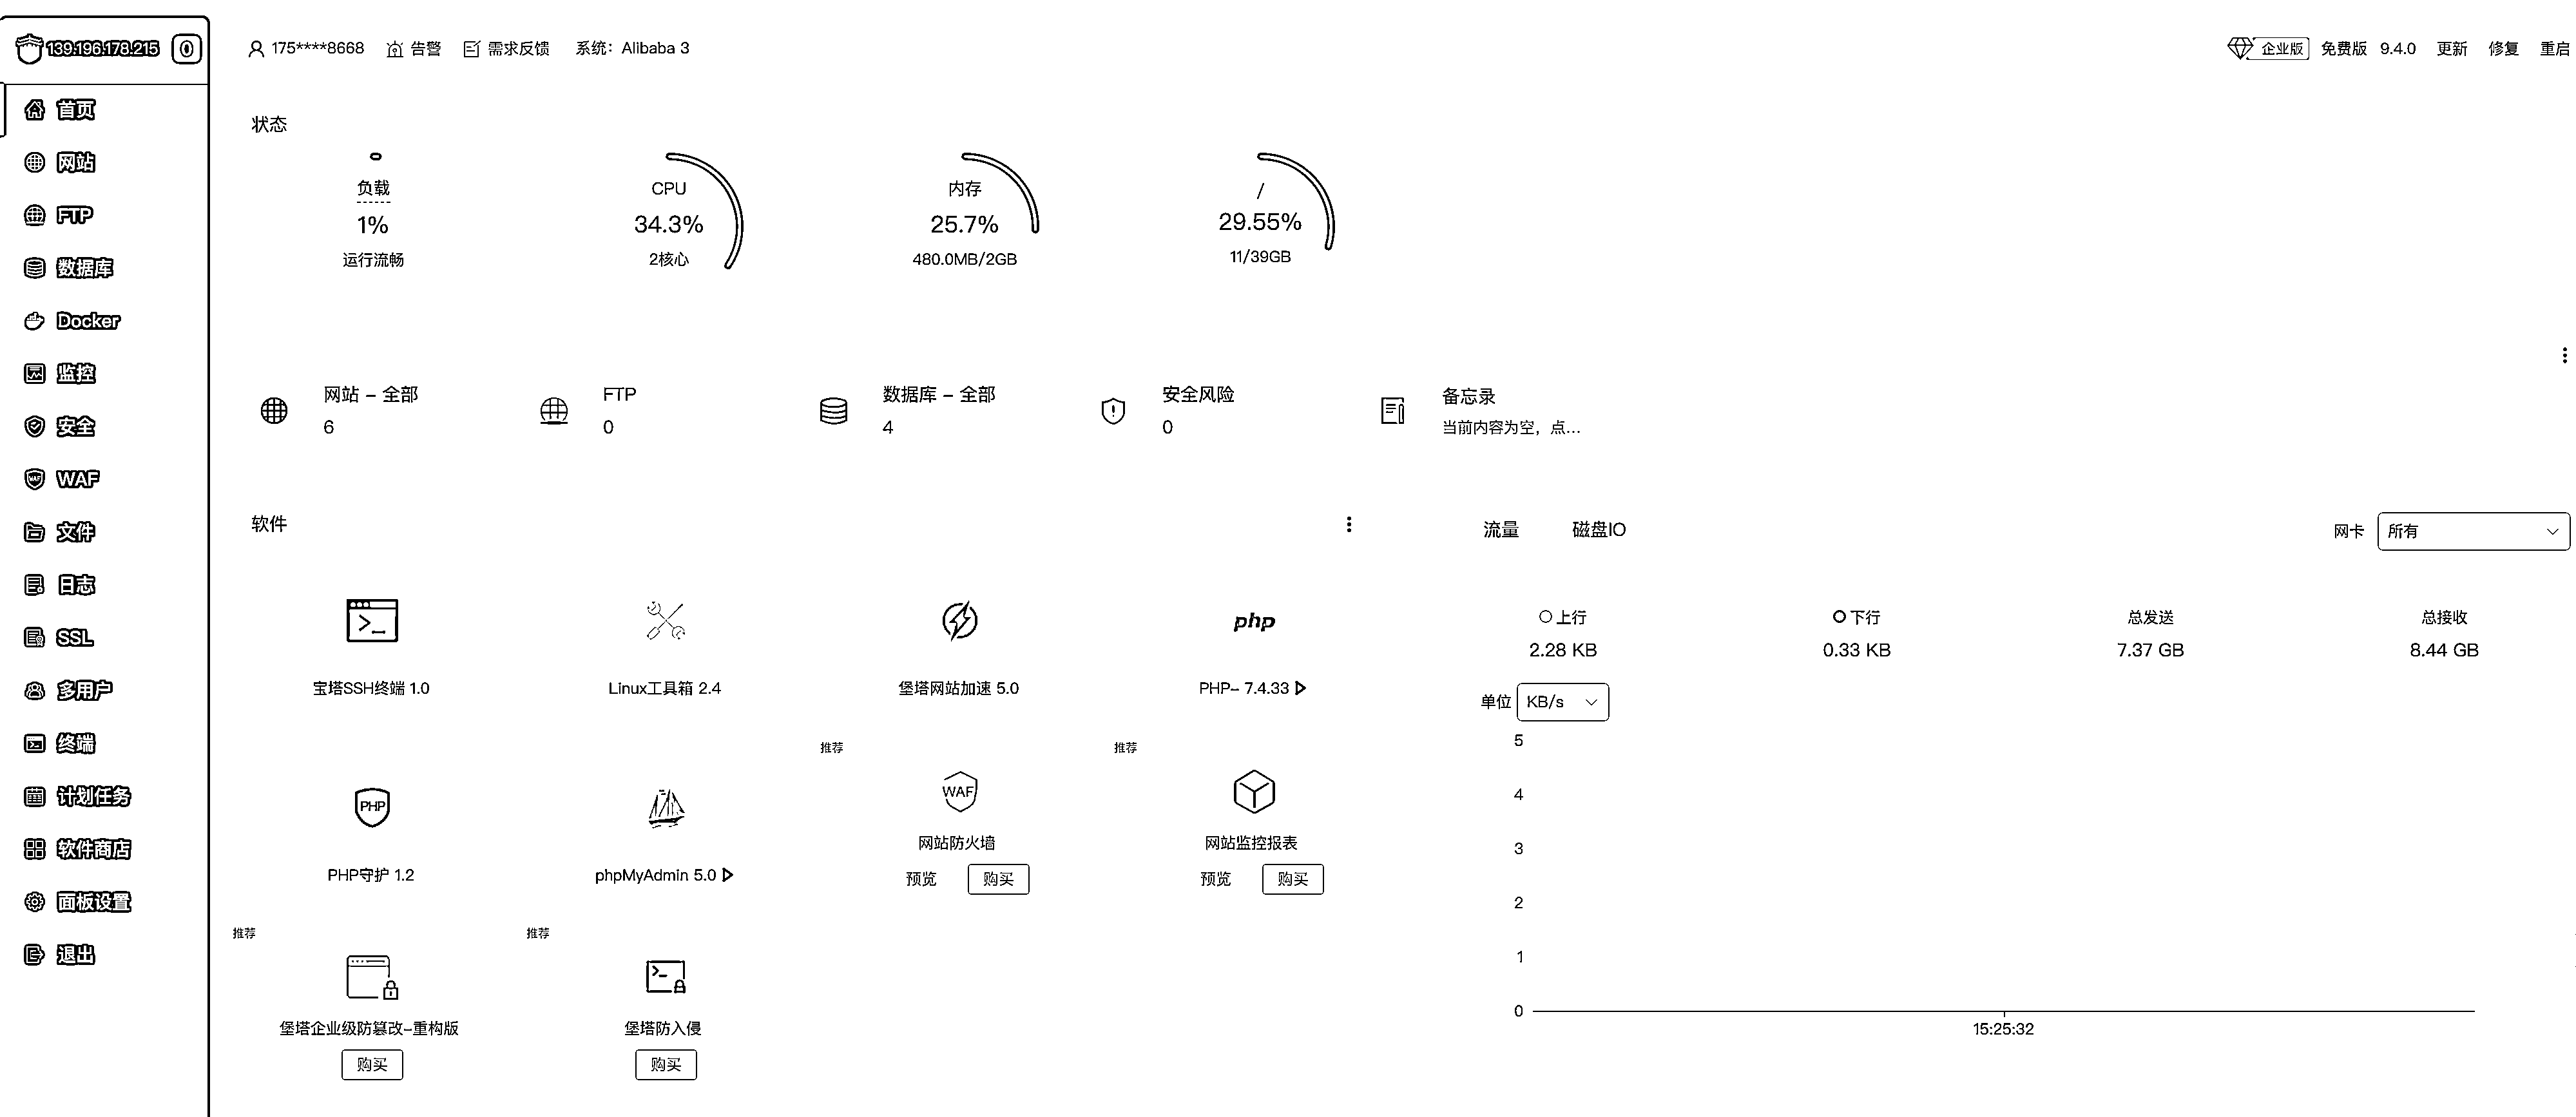 139.196.178.215 0
首页
网站
FTP
数据库
Docker
监控
安全
WAF
文件
日志
SSL
多用户
终端
计划任务
软件商店
面板设置
退出
175****8668 告警 需求反馈 系统: Alibaba 3
企业版 免费版 9.4.0 更新 修复 重启
状态
负载
1%
运行流畅
CPU
34.3%
2核心
内存
25.7%
480.0MB/2GB
/
29.55%
11/39GB
网站 - 全部
6
FTP
0
数据库 - 全部
4
安全风险
0
备忘录
当前内容为空，点...
软件
宝塔SSH终端 1.0
Linux工具箱 2.4
堡塔网站加速 5.0
php
PHP- 7.4.33
PHP
PHP守护 1.2
phpMyAdmin 5.0
推荐
WAF
网站防火墙
预览 购买
推荐
网站监控报表
预览 购买
推荐
堡塔企业级防篡改-重构版
购买
推荐
堡塔防入侵
购买
流量 磁盘IO
网卡 所有
上行
2.28 KB
下行
0.33 KB
总发送
7.37 GB
总接收
8.44 GB
单位 KB/s
5
4
3
2
1
0
15:25:32